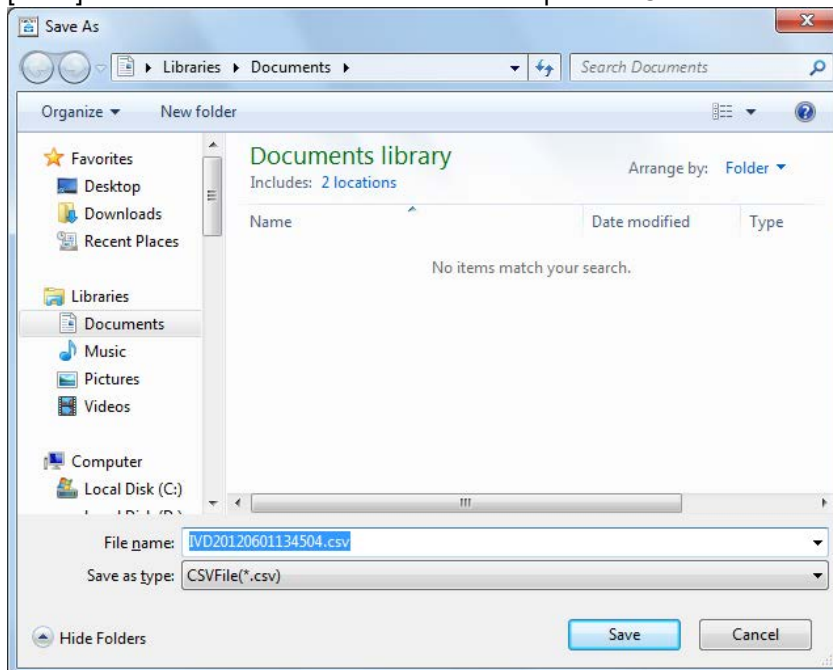 Save As
Libraries Documents
Search Documents
Organize New folder
Favorites
Desktop
Downloads
Recent Places
Libraries
Documents
Music
Pictures
Videos
Computer
Local Disk (C:)
Documents library
Includes: 2 locations
Arrange by: Folder
Name Date modified Type
No items match your search.
File name: IVD20120601134504.csv
Save as type: CSVFile(*.csv)
Hide Folders
Save Cancel